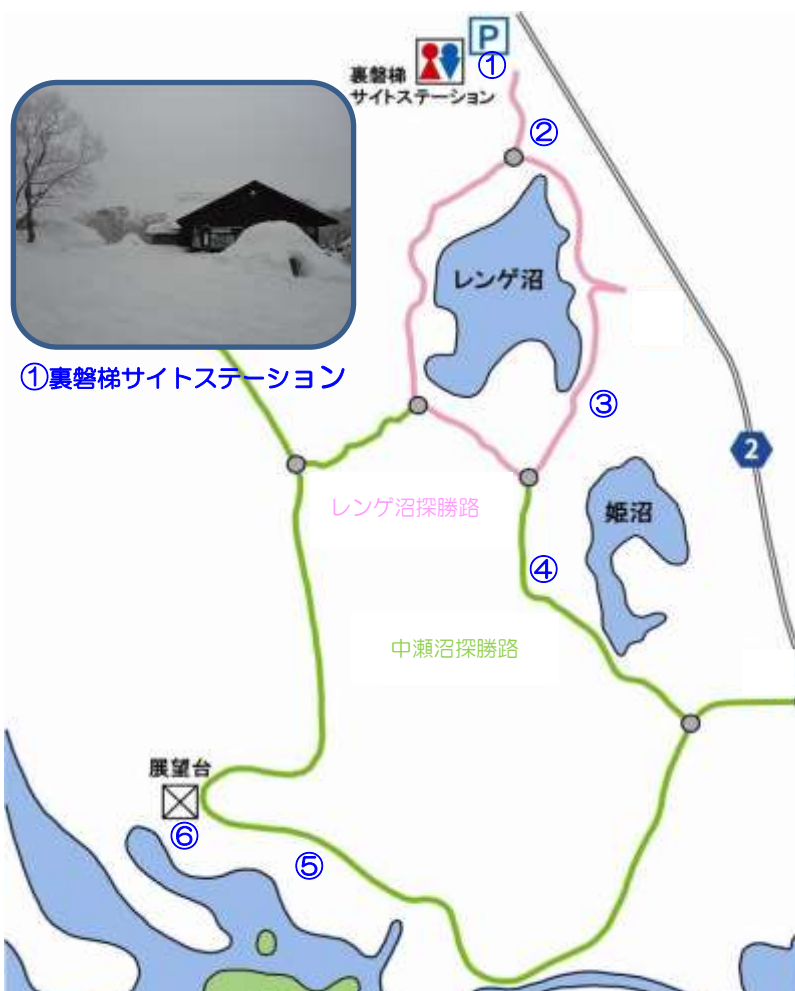 P
①
裏磐梯
サイトステーション
②
レンゲ沼
①裏磐梯サイトステーション
③
2
レンゲ沼探勝路
姫沼
④
中瀬沼探勝路
展望台
⑥
⑤